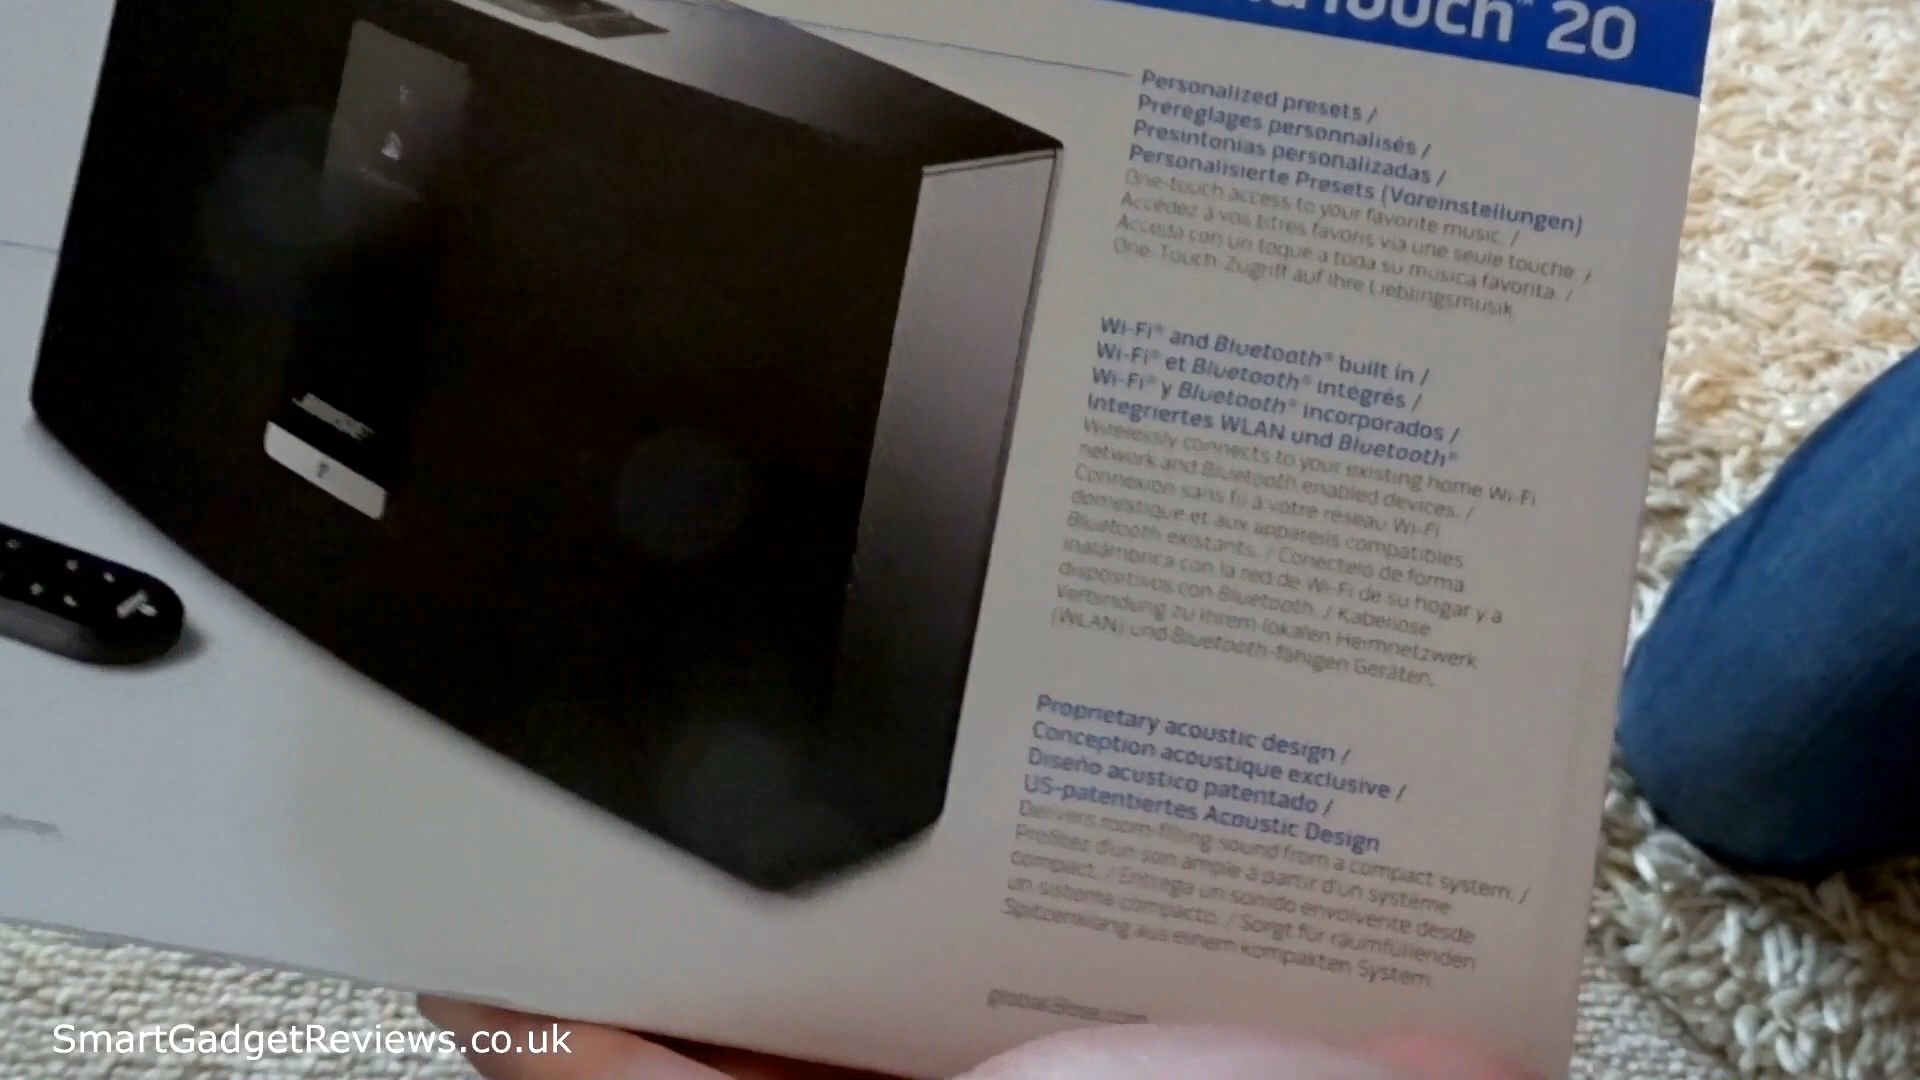 Touch™ 20
Personalized presets /
Préréglages personnalisés /
Presintonías personalizadas /
Personalisierte Presets (Voreinstellungen)
One-touch access to your favorite music. /
Accédez à vos titres favoris via une seule touche. /
Acceda con un toque a toda su música favorita. /
One-Touch-Zugriff auf Ihre Lieblingsmusik
Wi-Fi® and Bluetooth® built in /
Wi-Fi® et Bluetooth® intégrés /
Wi-Fi® y Bluetooth® incorporados /
Integriertes WLAN und Bluetooth®
Wirelessly connects to your existing home Wi-Fi
network and Bluetooth enabled devices. /
Connexion sans fil à votre réseau Wi-Fi
domestique et aux appareils compatibles
Bluetooth existants. / Conéctelo de forma
inalámbrica con la red de Wi-Fi de su hogar y a
dispositivos con Bluetooth. / Kabellose
Verbindung zu Ihrem lokalen Heimnetzwerk
(WLAN) und Bluetooth-fähigen Geräten.
Proprietary acoustic design /
Conception acoustique exclusive /
Diseño acústico patentado /
US-patentiertes Acoustic Design
Delivers room-filling sound from a compact system. /
Profitez d'un son ample à partir d'un système
compact. / Entrega un sonido envolvente desde
un sistema compacto. / Sorgt für raumfüllenden
Spitzenklang aus einem kompakten System.
global.Bose.com
BOSE
SmartGadgetReviews.co.uk